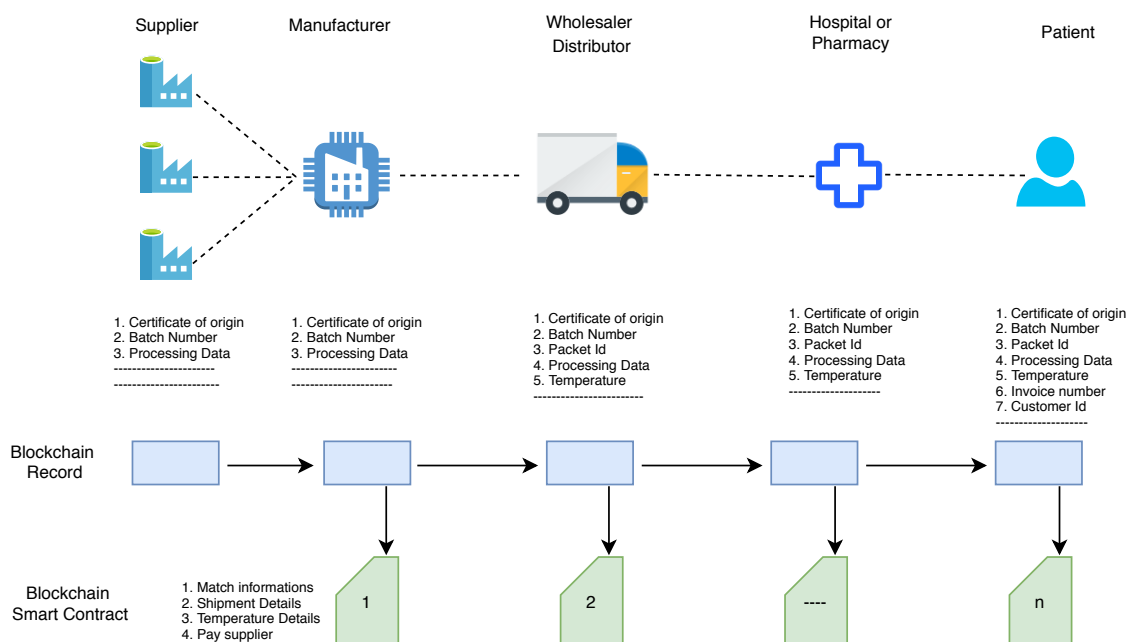 Supplier
Manufacturer
Wholesaler
Distributor
Hospital or
Pharmacy
Patient
1. Certificate of origin
2. Batch Number
3. Processing Data
-----------------------
------------------------
1. Certificate of origin
2. Batch Number
3. Processing Data
------------------------
-----------------------
1. Certificate of origin
2. Batch Number
3. Packet Id
4. Processing Data
5. Temperature
-------------------------
1. Certificate of origin
2. Batch Number
3. Packet Id
4. Processing Data
5. Temperature
---------------------
1. Certificate of origin
2. Batch Number
3. Packet Id
4. Processing Data
5. Temperature
6. Invoice number
7. Customer Id
---------------------
Blockchain
Record
Blockchain
Smart Contract
1. Match informations
2. Shipment Details
3. Temperature Details
4. Pay supplier
1
2
----
n